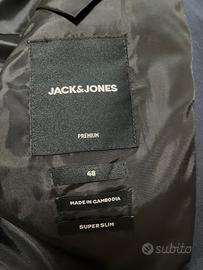 JACK&JONES
PREMIUM
48
MADE IN CAMBODIA
SUPER SLIM
subito